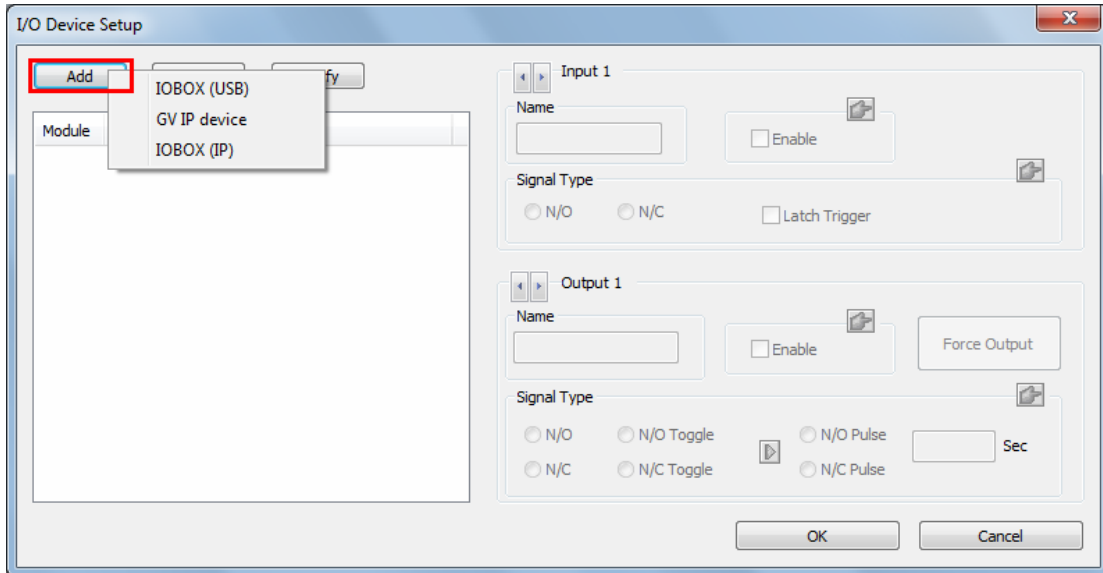 I/O Device Setup
Add
fy
IOBOX (USB)
GV IP device
IOBOX (IP)
Module
Input 1
Name
Enable
Signal Type
N/O N/C Latch Trigger
Output 1
Name
Enable Force Output
Signal Type
N/O N/O Toggle N/O Pulse
Sec
N/C N/C Toggle N/C Pulse
OK Cancel